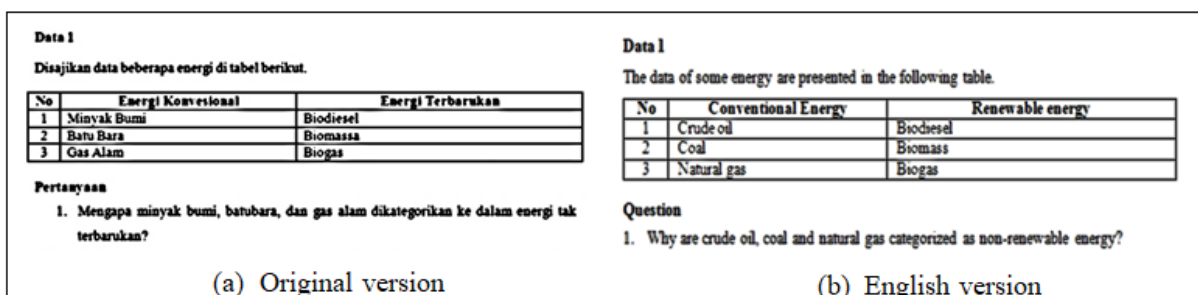 Data 1
Disajikan data beberapa energi di tabel berikut.
No Energi Konvesional Energi Terbarukan
1 Minyak Bumi Biodiesel
2 Batu Bara Biomassa
3 Gas Alam Biogas
Pertanyaan
1. Mengapa minyak bumi, batubara, dan gas alam dikategorikan ke dalam energi tak
terbarukan?
(a) Original version
Data 1
The data of some energy are presented in the following table.
No Conventional Energy Renewable energy
1 Crude oil Biodiesel
2 Coal Biomass
3 Natural gas Biogas
Question
1. Why are crude oil, coal and natural gas categorized as non-renewable energy?
(b) English version